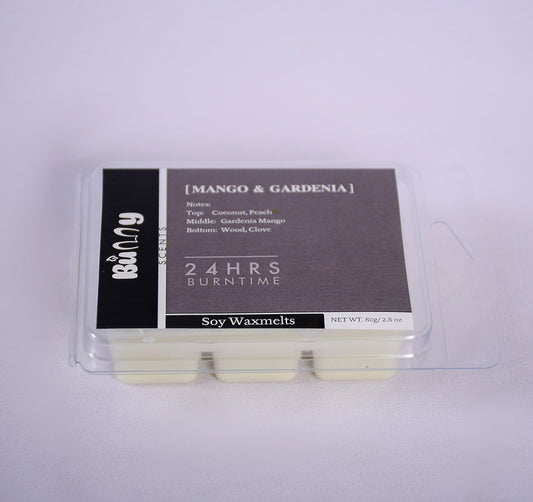 Bunny
SCENTS
[ MANGO & GARDENIA ]
Notes:
Top: Coconut, Peach
Middle: Gardenia Mango
Bottom: Wood, Clove
24HRS
BURNTIME
Soy Waxmelts
NET WT. 80g/ 2.8 oz